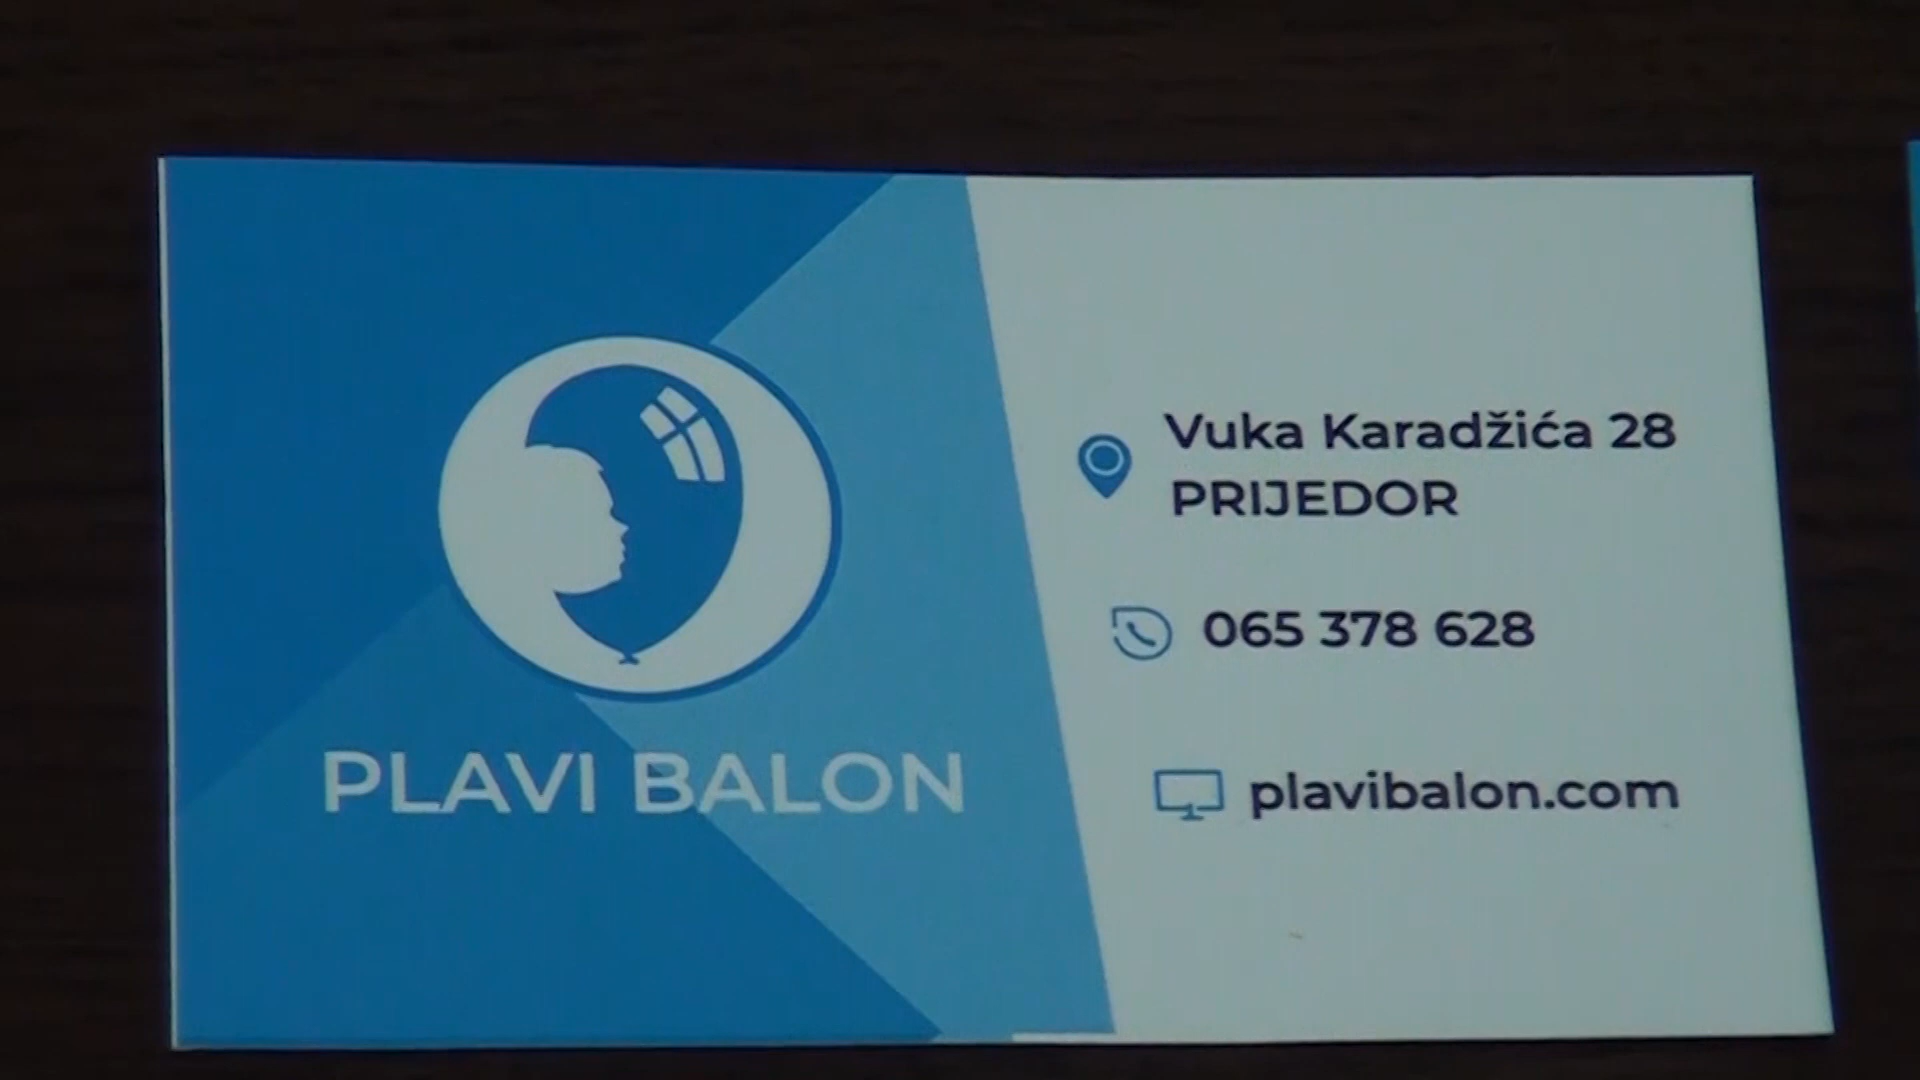 PLAVI BALON
Vuka Karadžića 28
PRIJEDOR
065 378 628
plavibalon.com